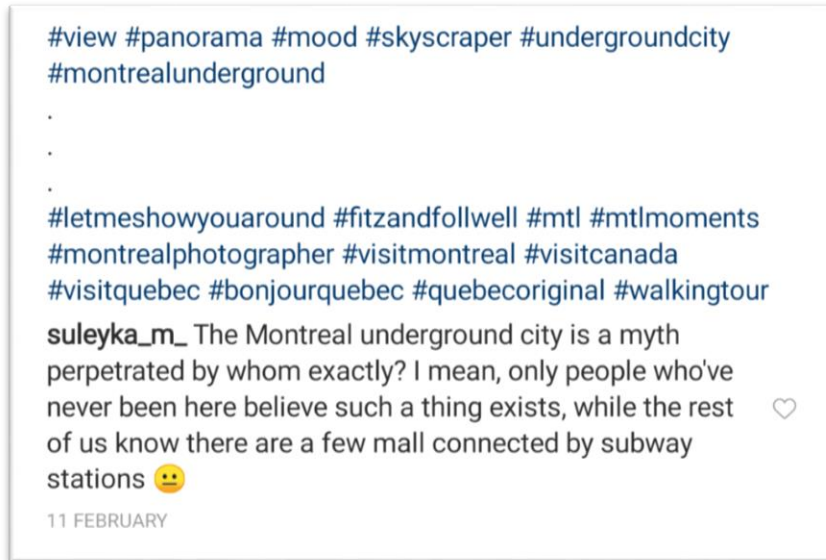 #view #panorama #mood #skyscraper #undergroundcity
#montrealunderground
.
.
.
#letmeshowyouaround #fitzandfollwell #mtl #mtlmoments
#montrealphotographer #visitmontreal #visitcanada
#visitquebec #bonjourquebec #quebecoriginal #walkingtour
suleyka_m_ The Montreal underground city is a myth
perpetrated by whom exactly? I mean, only people who've
never been here believe such a thing exists, while the rest
of us know there are a few mall connected by subway
stations 😐
11 FEBRUARY